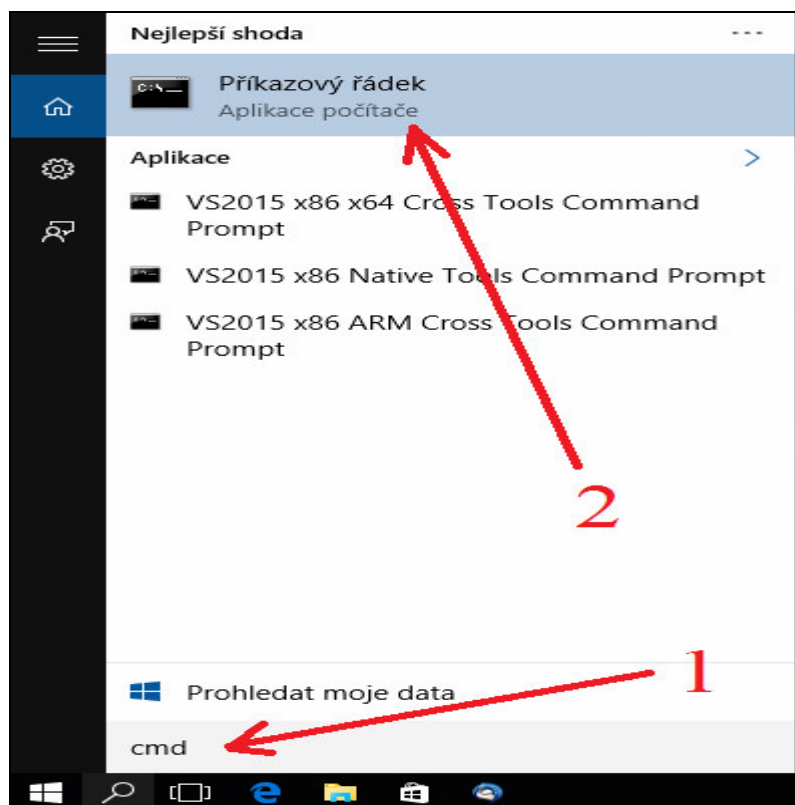 Nejlepší shoda
Příkazový řádek
Aplikace počítače
Aplikace
VS2015 x86 x64 Cross Tools Command
Prompt
VS2015 x86 Native Tools Command Prompt
VS2015 x86 ARM Cross Tools Command
Prompt
2
1
Prohledat moje data
cmd